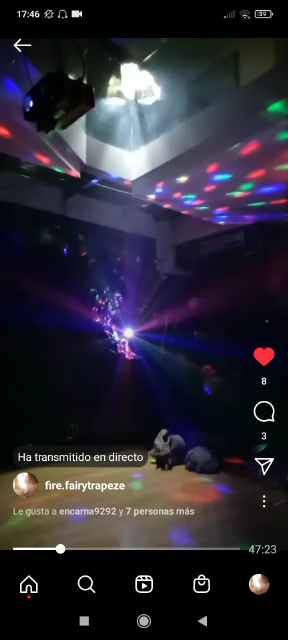 17:46
39
8
3
Ha transmitido en directo
fire.fairytrapeze
Le gusta a encarna9292 y 7 personas más
47:23